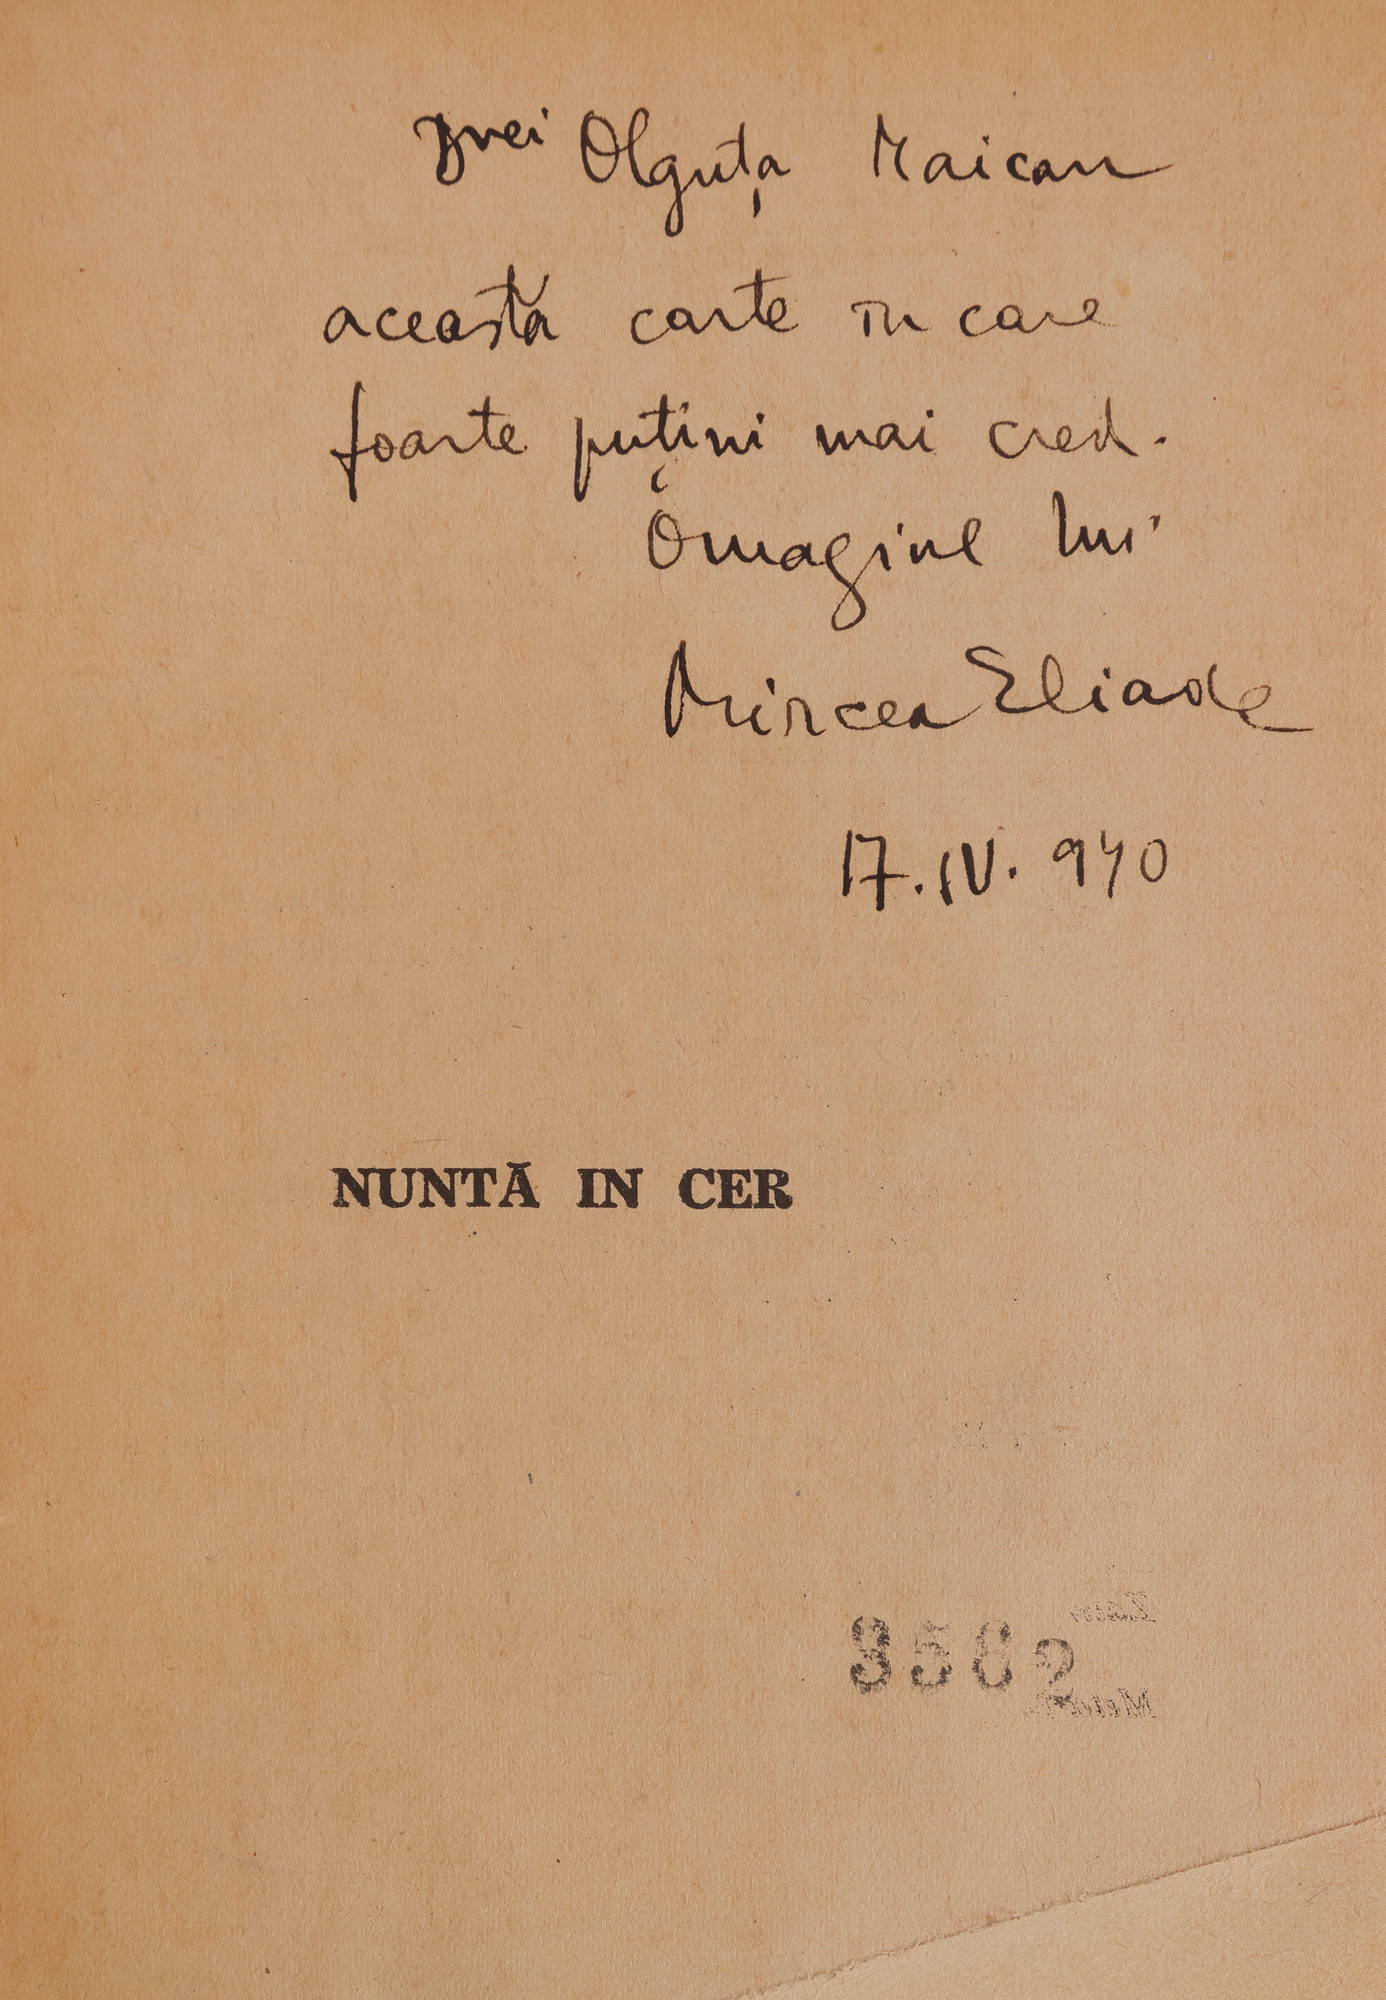 Dnei Olguța Maican
această carte în care
foarte puțini mai cred.
Omagiul lui
Mircea Eliade
17.IV.940
NUNTĂ IN CER
3562